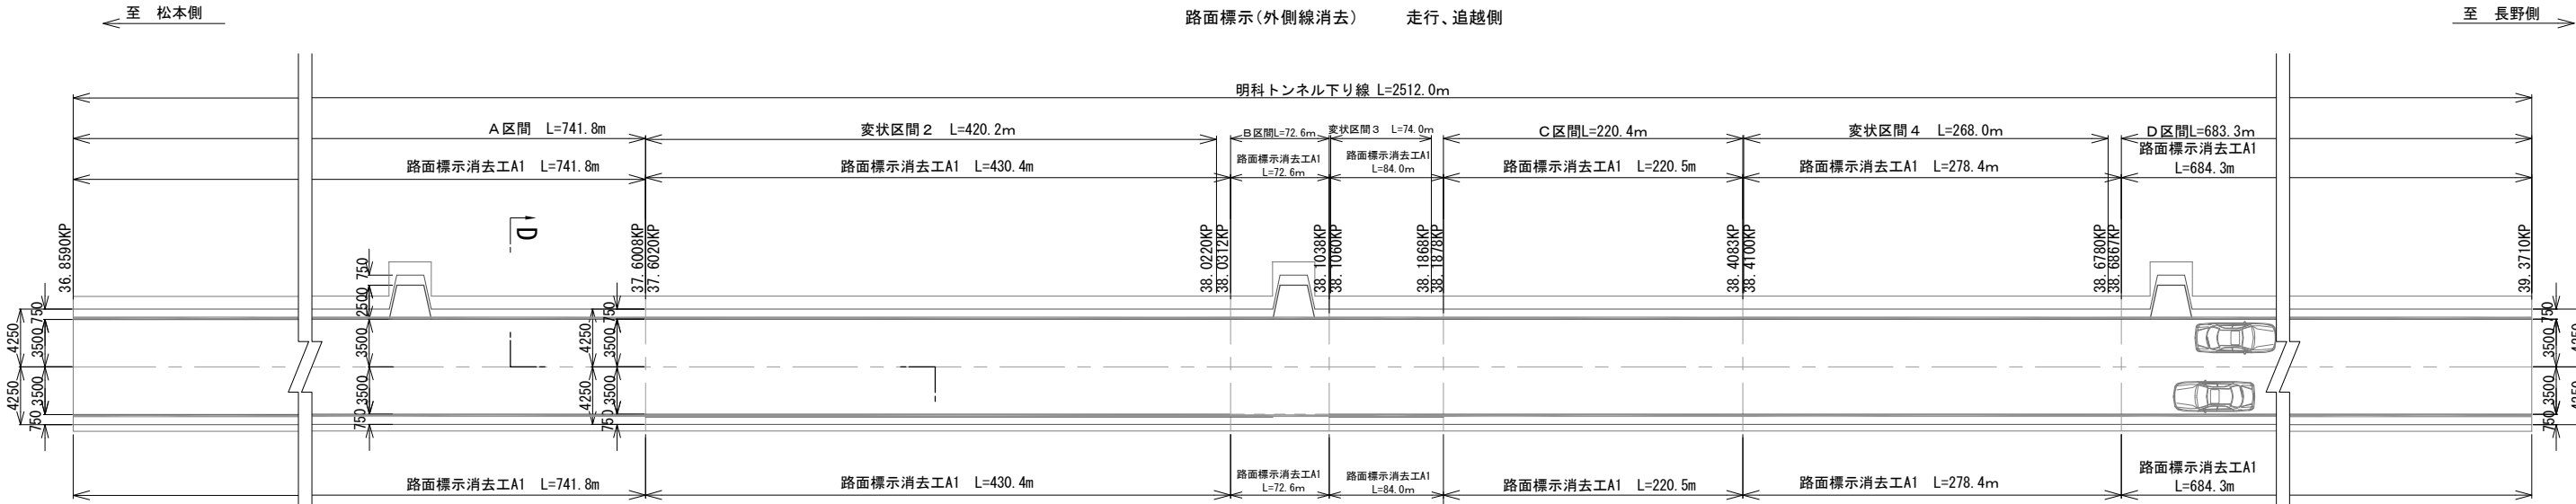 至　松本側
路面標示(外側線消去)　　走行、追越側
至　長野側
明科トンネル下り線 L=2512.0m
A区間　L=741.8m
変状区間2　L=420.2m
B区間L=72.6m
変状区間3　L=74.0m
C区間L=220.4m
変状区間4　L=268.0m
D区間L=683.3m
路面標示消去工A1　L=741.8m
路面標示消去工A1　L=430.4m
路面標示消去工A1
L=72.6m
路面標示消去工A1
L=84.0m
路面標示消去工A1　L=220.5m
路面標示消去工A1　L=278.4m
路面標示消去工A1
L=684.3m
36.8590KP
37.6008KP
37.6020KP
38.0220KP
38.0312KP
38.1038KP
38.1060KP
38.1868KP
38.1878KP
38.4083KP
38.4100KP
38.6780KP
38.6867KP
39.3710KP
D
4250
750
3500
4250
3500
750
750
2500
3500
3500
750
4250
750
3500
4250
3500
750
750
3500
4250
3500
750
4250
路面標示消去工A1　L=741.8m
路面標示消去工A1　L=430.4m
路面標示消去工A1
L=72.6m
路面標示消去工A1
L=84.0m
路面標示消去工A1　L=220.5m
路面標示消去工A1　L=278.4m
路面標示消去工A1
L=684.3m